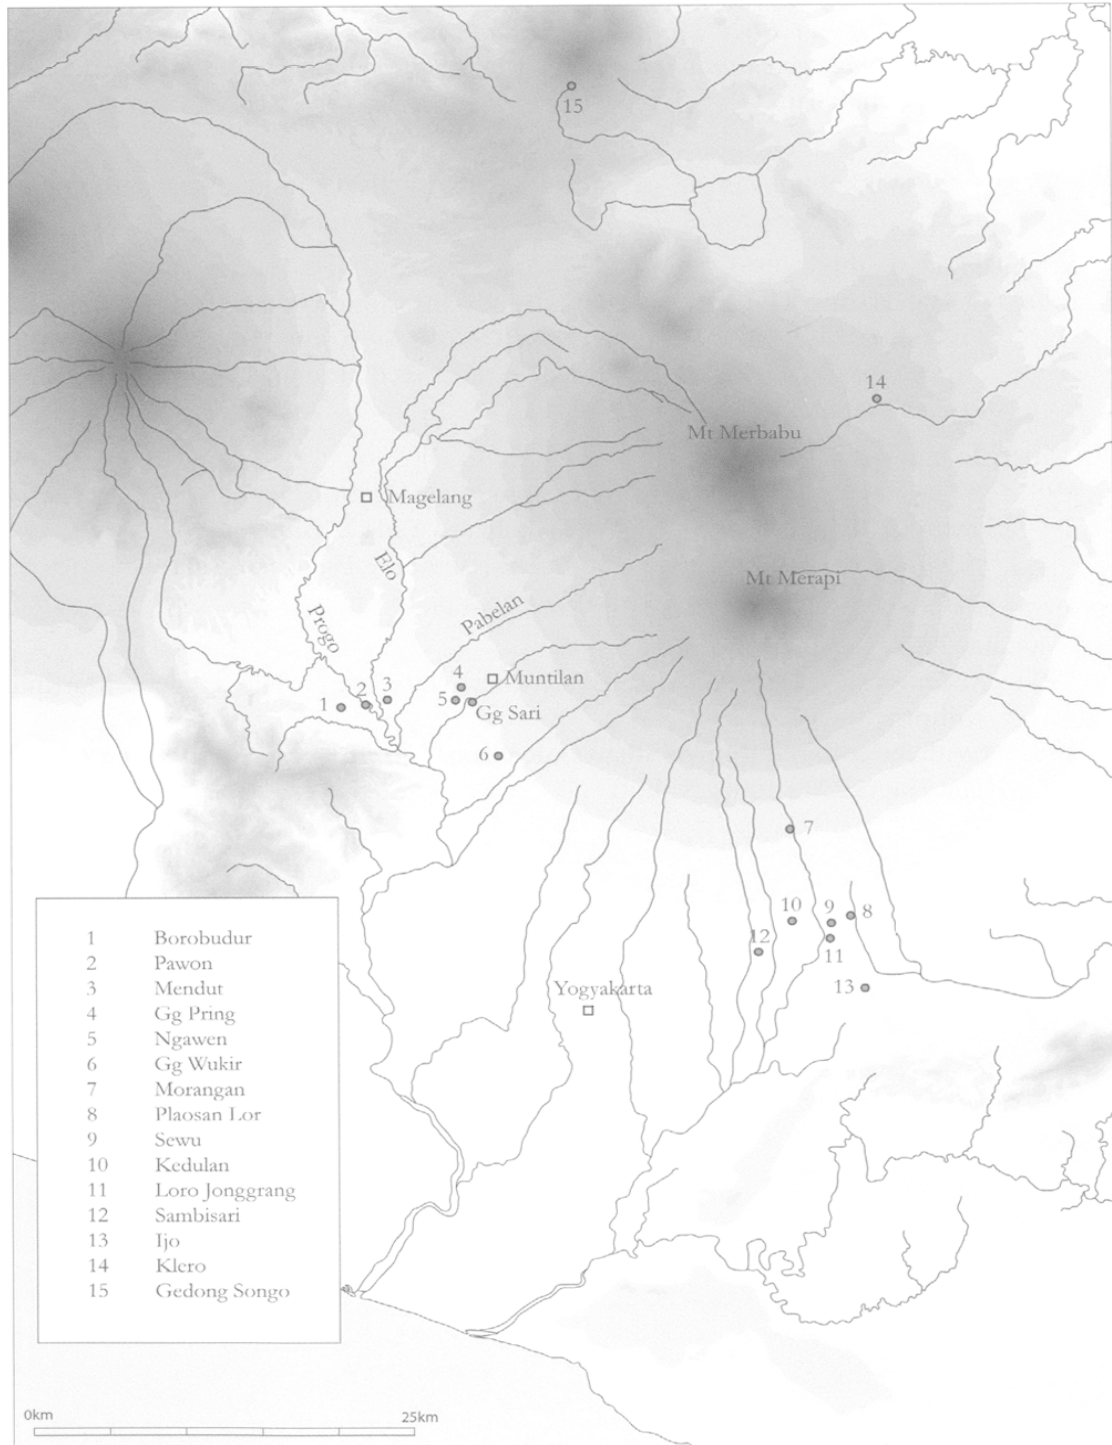 15
14
Mt Merbabu
Magelang
Elo
Mt Merapi
Pabelan
Progo
4
Muntilan
3
2
5
1
Gg Sari
6
7
10
9
8
12
11
13
Yogyakarta
1 Borobudur
2 Pawon
3 Mendut
4 Gg Pring
5 Ngawen
6 Gg Wukir
7 Morangan
8 Plaosan Lor
9 Sewu
10 Kedulan
11 Loro Jonggrang
12 Sambisari
13 Ijo
14 Klero
15 Gedong Songo
0km 25km